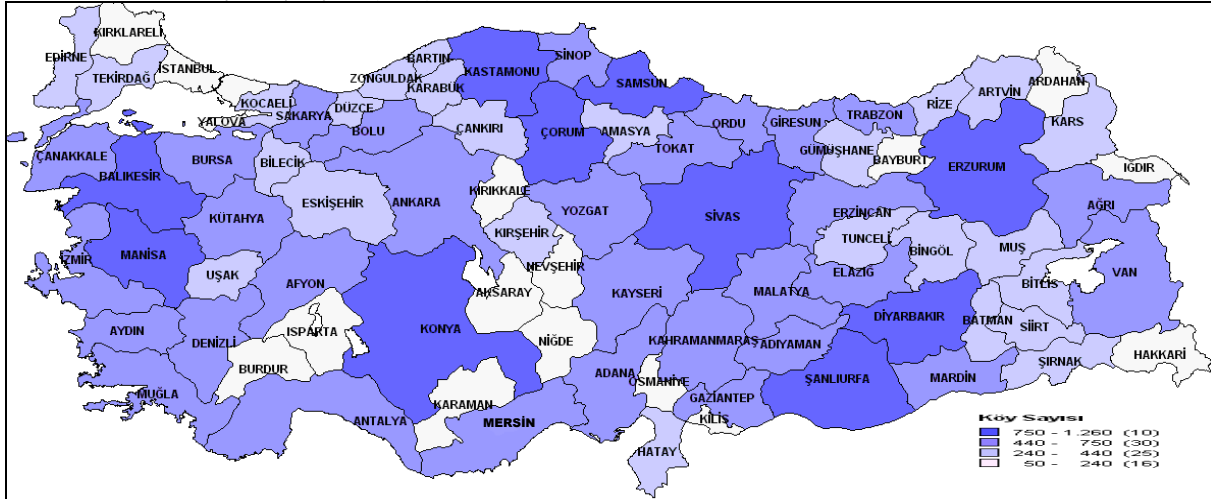 KIRKLARELİ
EDİRNE
TEKİRDAĞ
İSTANBUL
KOCAELİ
YALOVA
SAKARYA
DÜZCE
ZONGULDAK
BARTIN
KARABÜK
KASTAMONU
SİNOP
SAMSUN
BOLU
ÇANKIRI
ÇORUM
AMASYA
TOKAT
ORDU
GİRESUN
TRABZON
GÜMÜŞHANE
BAYBURT
RİZE
ARTVİN
ARDAHAN
KARS
IĞDIR
ERZURUM
AĞRI
ÇANAKKALE
BALIKESİR
BURSA
BİLECİK
ESKİŞEHİR
KÜTAHYA
ANKARA
KIRIKKALE
KIRŞEHİR
YOZGAT
SİVAS
ERZİNCAN
TUNCELİ
BİNGÖL
MUŞ
BİTLİS
VAN
İZMİR
MANİSA
UŞAK
AFYON
AKSARAY
NEVŞEHİR
KAYSERİ
MALATYA
ELAZIĞ
DİYARBAKIR
BATMAN
SİİRT
ŞIRNAK
HAKKARİ
AYDIN
DENİZLİ
ISPARTA
BURDUR
KONYA
NİĞDE
KARAMAN
MUĞLA
ANTALYA
MERSİN
ADANA
OSMANİYE
KAHRAMANMARAŞ
ADIYAMAN
GAZİANTEP
KİLİS
HATAY
ŞANLIURFA
MARDİN
Köy Sayısı
750 - 1.260 (10)
440 - 750 (30)
240 - 440 (25)
50 - 240 (16)